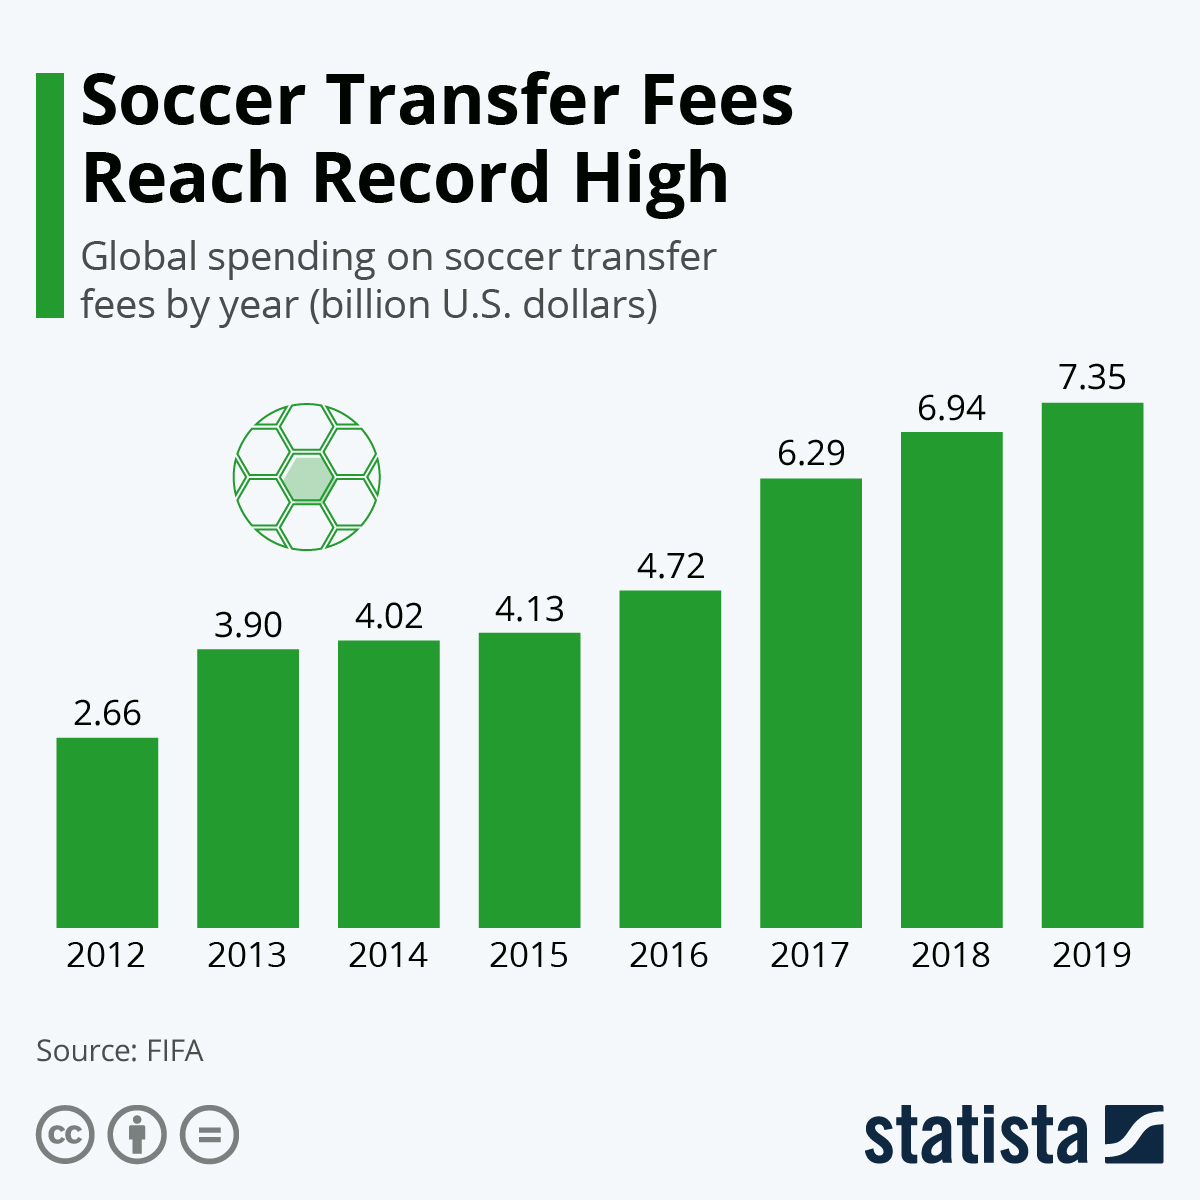 Soccer Transfer Fees
Reach Record High
Global spending on soccer transfer
fees by year (billion U.S. dollars)
2.66
3.90
4.02
4.13
4.72
6.29
6.94
7.35
2012
2013
2014
2015
2016
2017
2018
2019
Source: FIFA
cc
statista